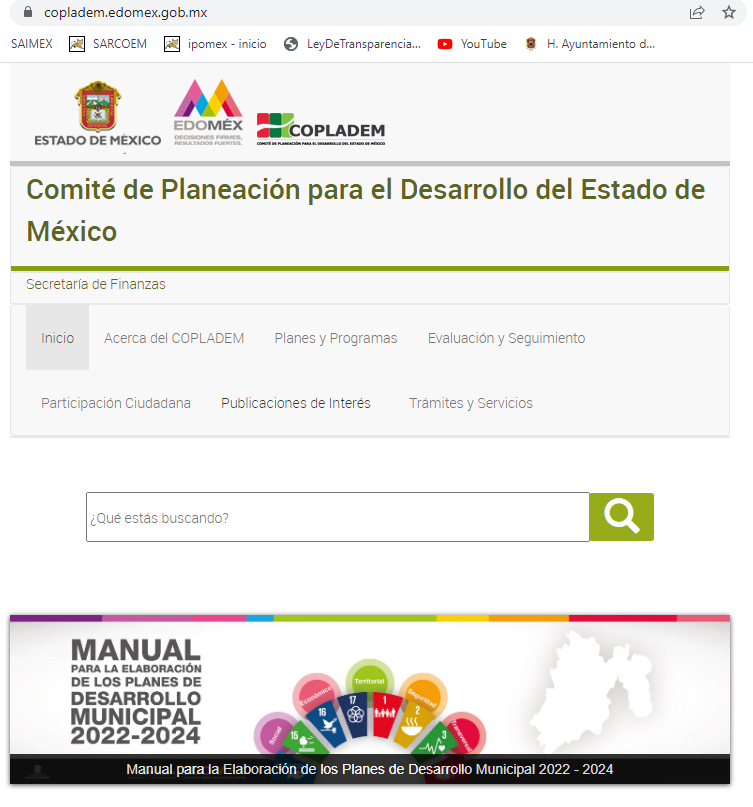 copladem.edomex.gob.mx
SAIMEX SARCOEM ipomex - inicio LeyDeTransparencia... YouTube H. Ayuntamiento d...
ESTADO DE MÉXICO
EDOMÉX
DECISIONES FIRMES,
RESULTADOS FUERTES.
COPLADEM
COMITÉ DE PLANEACIÓN PARA EL DESARROLLO DEL ESTADO DE MÉXICO
Comité de Planeación para el Desarrollo del Estado de
México
Secretaría de Finanzas
Inicio Acerca del COPLADEM Planes y Programas Evaluación y Seguimiento
Participación Ciudadana Publicaciones de Interés Trámites y Servicios
¿Qué estás buscando?
MANUAL
PARA LA ELABORACIÓN
DE LOS PLANES DE
DESARROLLO
MUNICIPAL
2022-2024
Social
Económico
Territorial
Seguridad
Transversal
15
16
17
1
2
3
Manual para la Elaboración de los Planes de Desarrollo Municipal 2022 - 2024